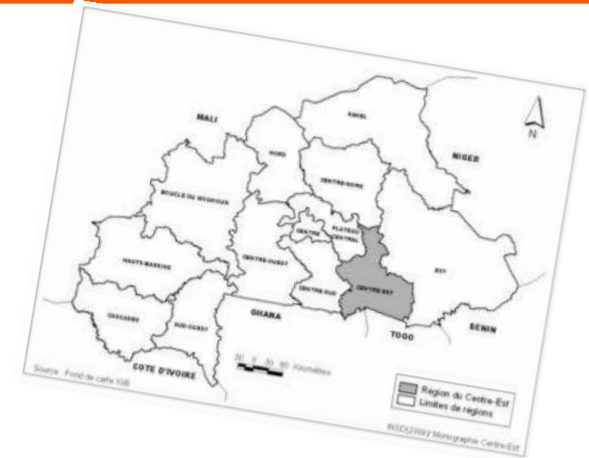 MALI
SAHEL
NIGER
N
NORD
CENTRE-NORD
BOUCLE DU MOUHOUN
PLATEAU
CENTRAL
CENTRE
EST
CENTRE-OUEST
HAUTS-BASSINS
CENTRE-EST
CENTRE-SUD
CASCADES
SUD-OUEST
GHANA
TOGO
BENIN
COTE D'IVOIRE
Kilomètres
Source : Fond de carte IGB
Région du Centre-Est
Limites de régions
INSD(2009)/ Monographie Centre-Est